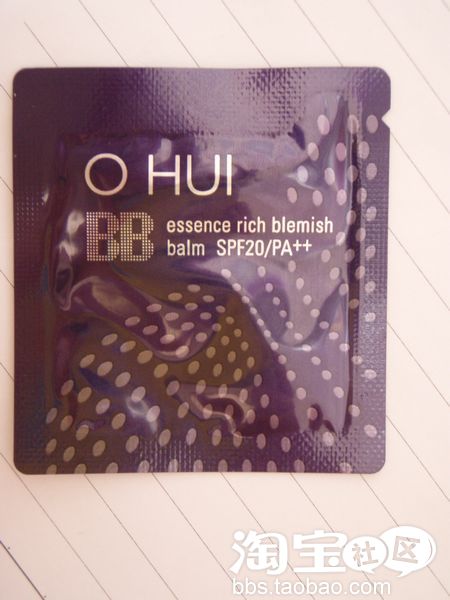 O HUI
BB essence rich blemish
balm SPF20/PA++
淘宝社区
bbs.taobao.com